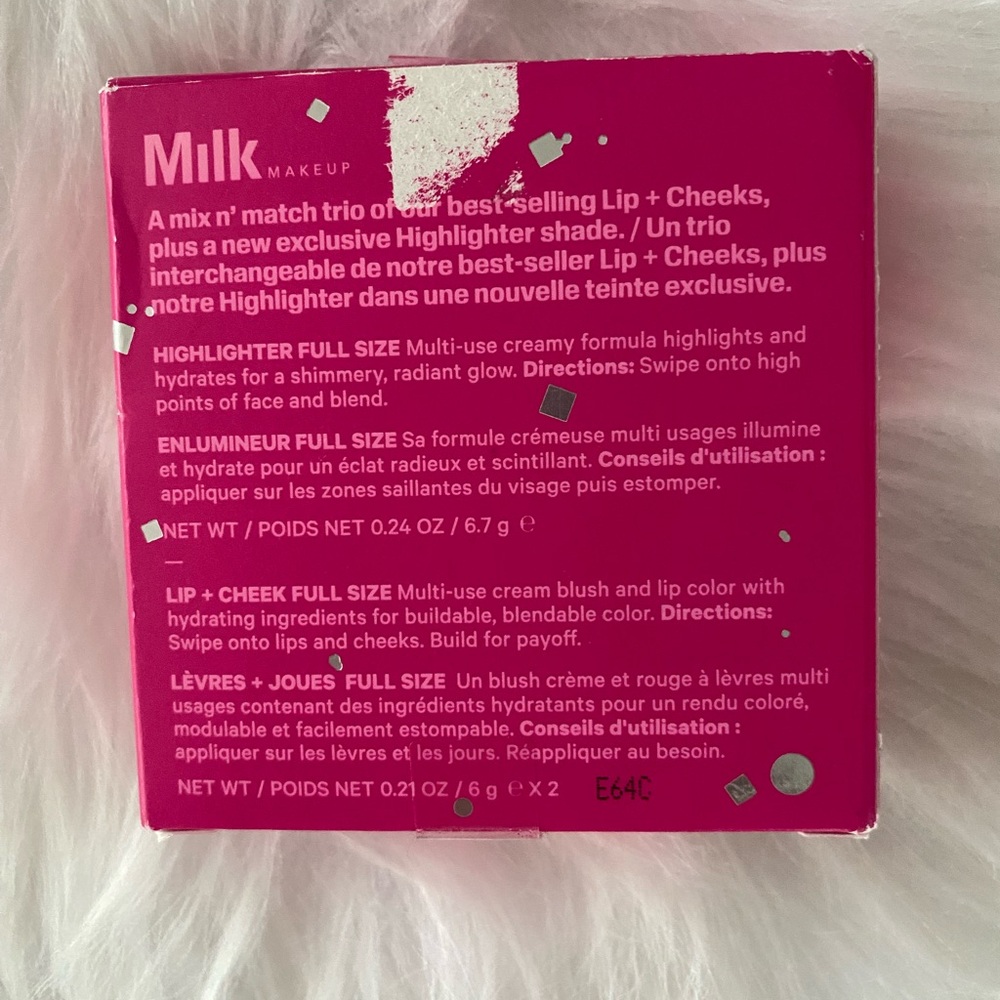 Milk MAKEUP
A mix n' match trio of our best-selling Lip + Cheeks,
plus a new exclusive Highlighter shade. / Un trio
interchangeable de notre best-seller Lip + Cheeks, plus
notre Highlighter dans une nouvelle teinte exclusive.
HIGHLIGHTER FULL SIZE Multi-use creamy formula highlights and
hydrates for a shimmery, radiant glow. Directions: Swipe onto high
points of face and blend.
ENLUMINEUR FULL SIZE Sa formule crémeuse multi usages illumine
et hydrate pour un éclat radieux et scintillant. Conseils d'utilisation :
appliquer sur les zones saillantes du visage puis estomper.
NET WT / POIDS NET 0.24 OZ / 6.7 g ℮
—
LIP + CHEEK FULL SIZE Multi-use cream blush and lip color with
hydrating ingredients for buildable, blendable color. Directions:
Swipe onto lips and cheeks. Build for payoff.
LÈVRES + JOUES FULL SIZE Un blush crème et rouge à lèvres multi
usages contenant des ingrédients hydratants pour un rendu coloré,
modulable et facilement estompable. Conseils d'utilisation :
appliquer sur les lèvres et les jours. Réappliquer au besoin.
NET WT / POIDS NET 0.21 OZ / 6 g ℮ X 2 E64C